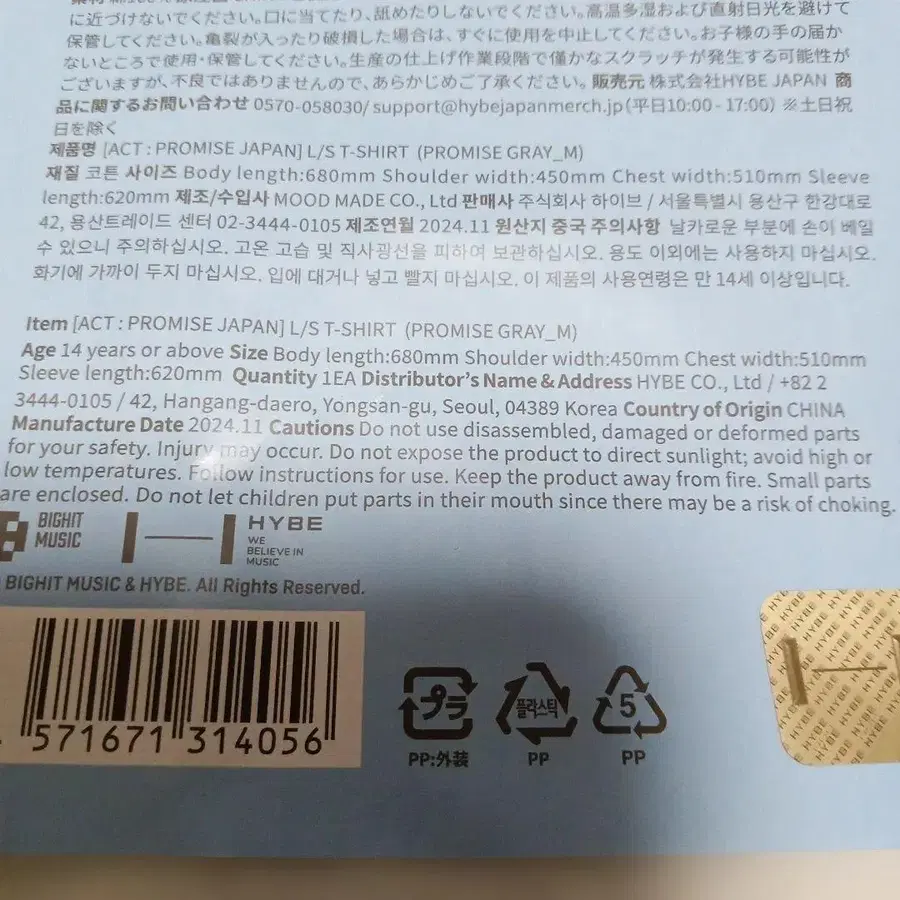 に近づけないでください。口に当てたり、舐めたりしないでください。高温多湿および直射日光を避けて
保管してください。亀裂が入ったり破損した場合は、すぐに使用を中止してください。お子様の手の届か
ないところで使用・保管してください。生産の仕上げ作業段階で僅かなスクラッチが発生する可能性が
ございますが、不良ではありませんので、あらかじめご了承ください。販売元 株式会社HYBE JAPAN 商
品に関するお問い合わせ 0570-058030/ support@hybejapanmerch.jp(平日10:00 - 17:00) ※土日祝
日を除く
제품명 [ACT : PROMISE JAPAN] L/S T-SHIRT (PROMISE GRAY_M)
재질 코튼 사이즈 Body length:680mm Shoulder width:450mm Chest width:510mm Sleeve
length:620mm 제조/수입사 MOOD MADE CO., Ltd 판매사 주식회사 하이브 / 서울특별시 용산구 한강대로
42, 용산트레이드 센터 02-3444-0105 제조연월 2024.11 원산지 중국 주의사항 날카로운 부분에 손이 베일
수 있으니 주의하십시오. 고온 고습 및 직사광선을 피하여 보관하십시오. 용도 이외에는 사용하지 마십시오.
화기에 가까이 두지 마십시오. 입에 대거나 넣고 빨지 마십시오. 이 제품의 사용연령은 만 14세 이상입니다.
Item [ACT : PROMISE JAPAN] L/S T-SHIRT (PROMISE GRAY_M)
Age 14 years or above Size Body length:680mm Shoulder width:450mm Chest width:510mm
Sleeve length:620mm Quantity 1EA Distributor's Name & Address HYBE CO., Ltd / +82 2
3444-0105 / 42, Hangang-daero, Yongsan-gu, Seoul, 04389 Korea Country of Origin CHINA
Manufacture Date 2024.11 Cautions Do not use disassembled, damaged or deformed parts
for your safety. Injury may occur. Do not expose the product to direct sunlight; avoid high or
low temperatures. Follow instructions for use. Keep the product away from fire. Small parts
are enclosed. Do not let children put parts in their mouth since there may be a risk of choking.
BIGHIT
MUSIC
HYBE
WE
BELIEVE IN
MUSIC
BIGHIT MUSIC & HYBE. All Rights Reserved.
571671 314056
プラ
PP:外装
플라스틱
PP
5
PP
HYBE HYBE HYBE